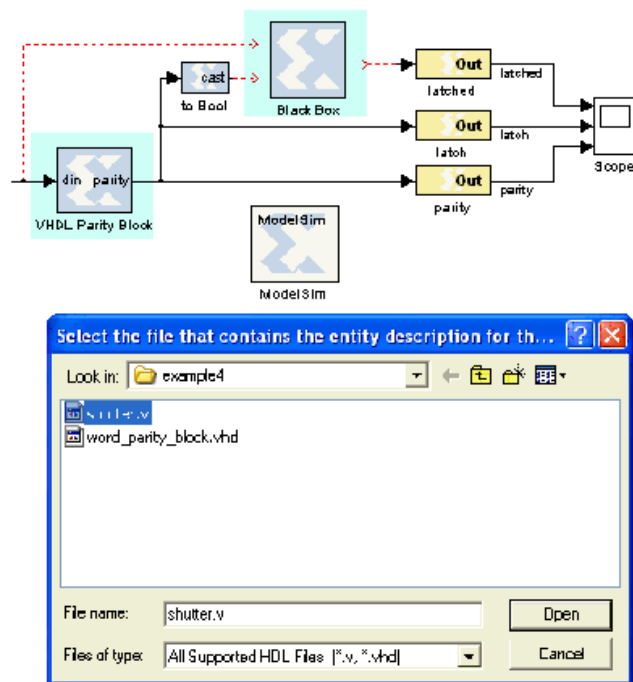 Out
latched
cast
latched
to Bool
Black Box
Out
latch
Scope
latch
din parity
Out
parity
VHDL Parity Block
parity
ModelSim
ModelSim
Select the file that contains the entity description for th...
Look in: example4
shutter.v
word_parity_block.vhd
File name: shutter.v Open
Files of type: All Supported HDL Files (*.v, *.vhd) Cancel